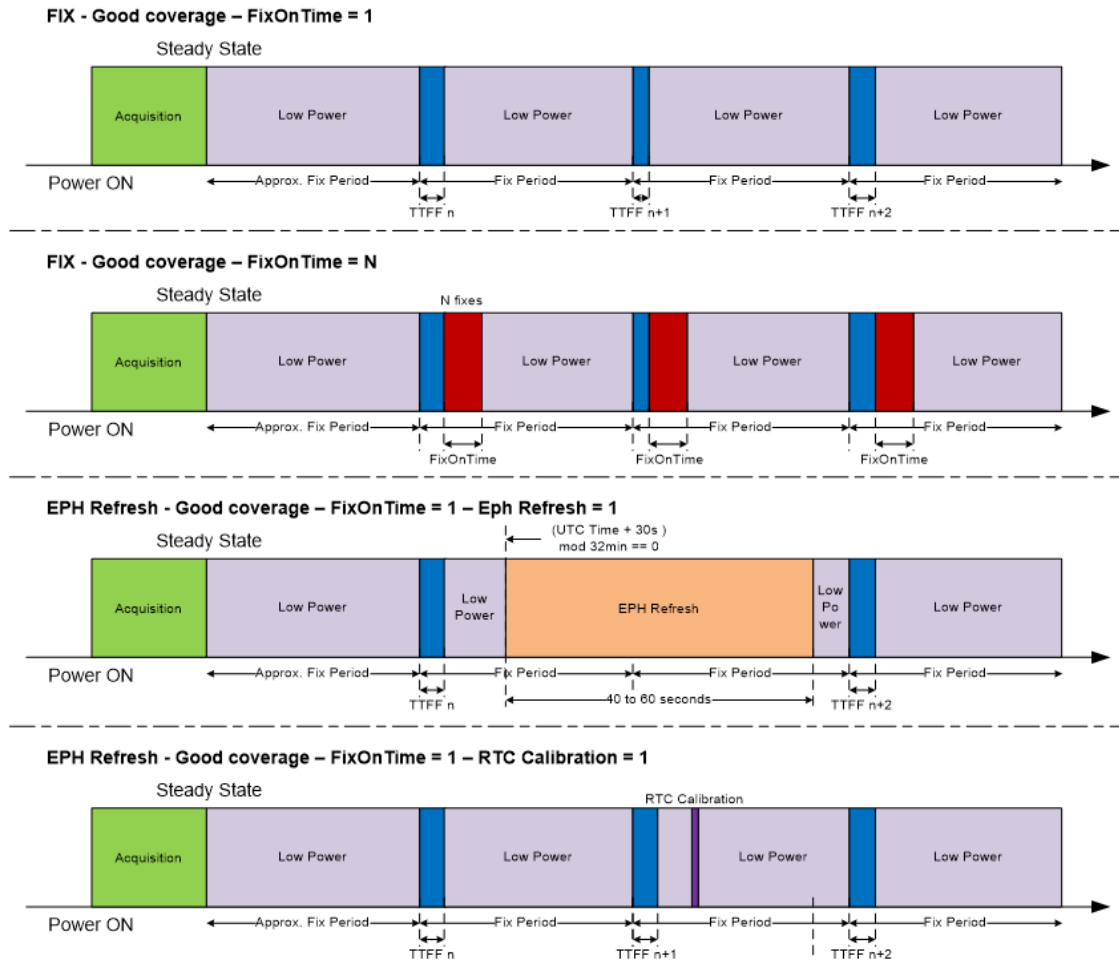 FIX - Good coverage – FixOnTime = 1
Steady State
Acquisition Low Power Low Power Low Power Low Power
Power ON Approx. Fix Period Fix Period Fix Period Fix Period
TTFF n TTFF n+1 TTFF n+2
FIX - Good coverage – FixOnTime = N
Steady State N fixes
Acquisition Low Power Low Power Low Power Low Power
Power ON Approx. Fix Period Fix Period Fix Period Fix Period
FixOnTime FixOnTime FixOnTime
EPH Refresh - Good coverage – FixOnTime = 1 – Eph Refresh = 1
(UTC Time + 30s )
Steady State mod 32min == 0
Acquisition Low Power Low
Power EPH Refresh Low
Po
wer Low Power
Power ON Approx. Fix Period Fix Period Fix Period Fix Period
TTFF n 40 to 60 seconds TTFF n+2
EPH Refresh - Good coverage – FixOnTime = 1 – RTC Calibration = 1
Steady State RTC Calibration
Acquisition Low Power Low Power Low Power Low Power
Power ON Approx. Fix Period Fix Period Fix Period Fix Period
TTFF n TTFF n+1 TTFF n+2